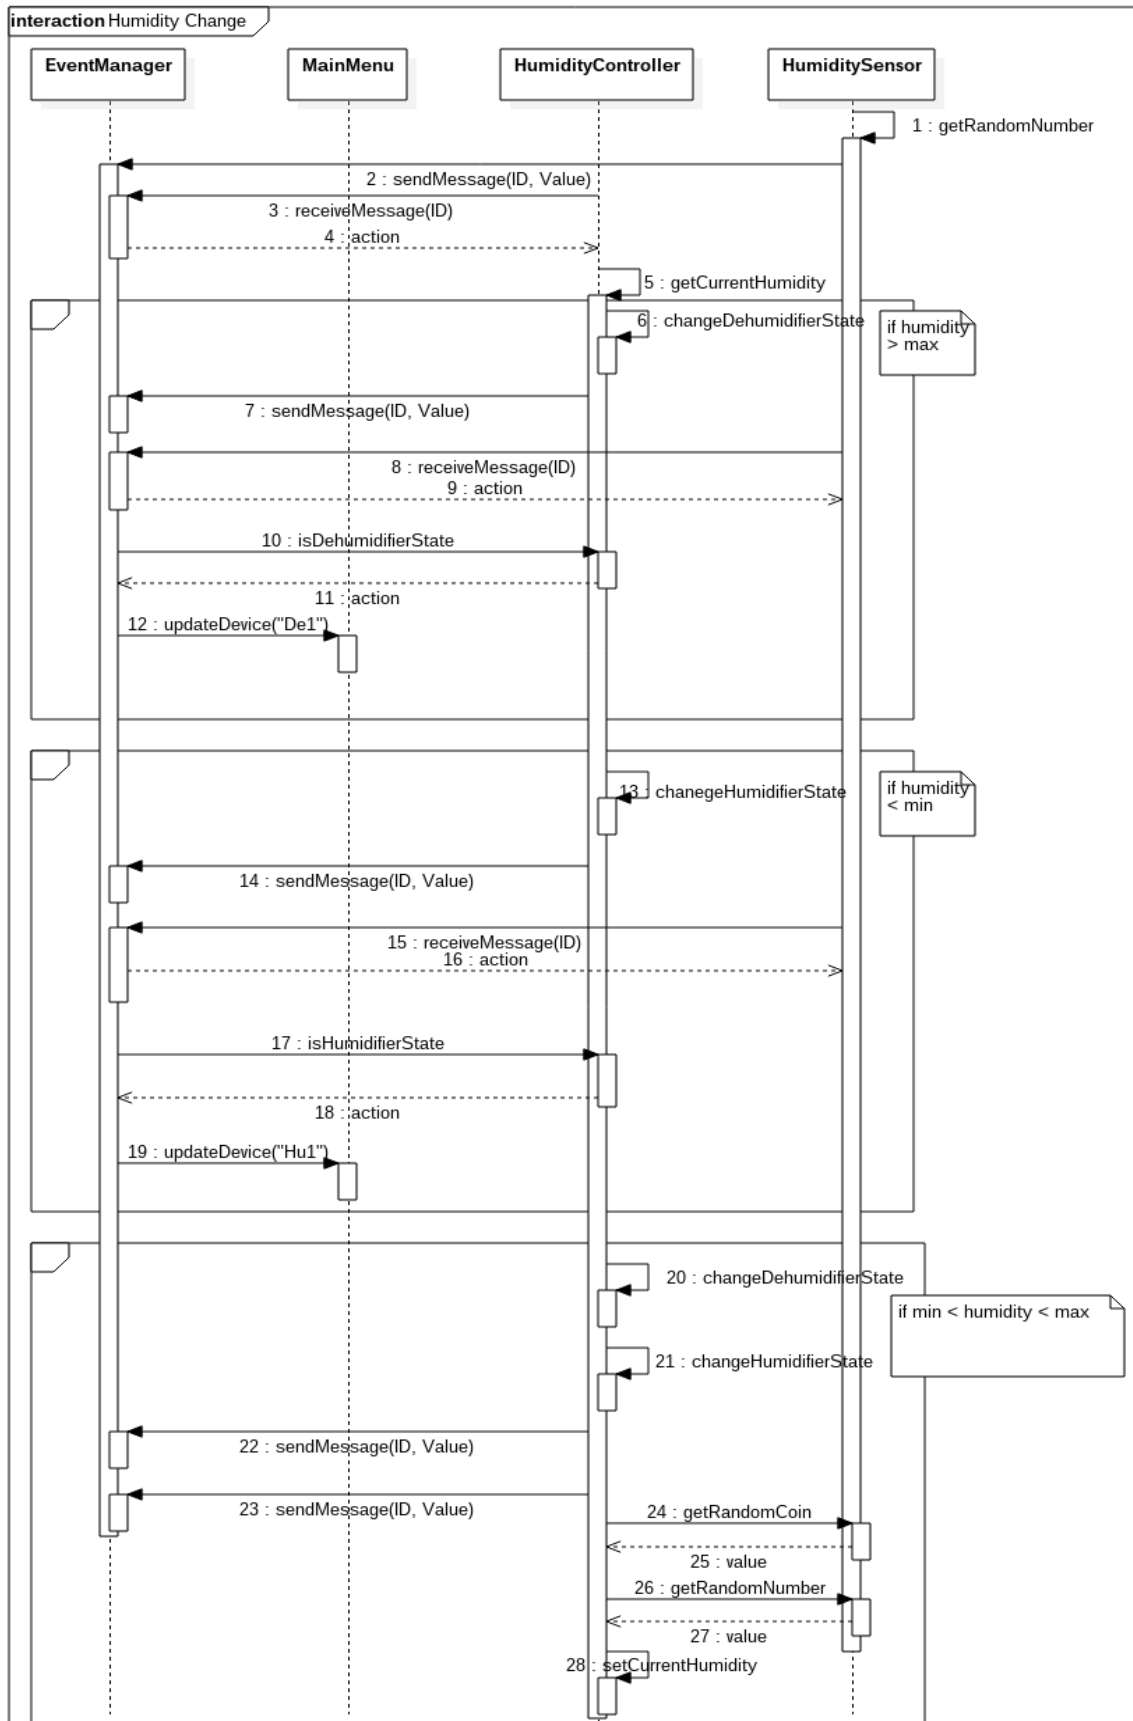 interaction Humidity Change
EventManager
MainMenu
HumidityController
HumiditySensor
1 : getRandomNumber
2 : sendMessage(ID, Value)
3 : receiveMessage(ID)
4 : action
5 : getCurrentHumidity
6 : changeDehumidifierState
if humidity
> max
7 : sendMessage(ID, Value)
8 : receiveMessage(ID)
9 : action
10 : isDehumidifierState
11 : action
12 : updateDevice("De1")
13 : chanegeHumidifierState
if humidity
< min
14 : sendMessage(ID, Value)
15 : receiveMessage(ID)
16 : action
17 : isHumidifierState
18 : action
19 : updateDevice("Hu1")
20 : changeDehumidifierState
if min < humidity < max
21 : changeHumidifierState
22 : sendMessage(ID, Value)
23 : sendMessage(ID, Value)
24 : getRandomCoin
25 : value
26 : getRandomNumber
27 : value
28 : setCurrentHumidity